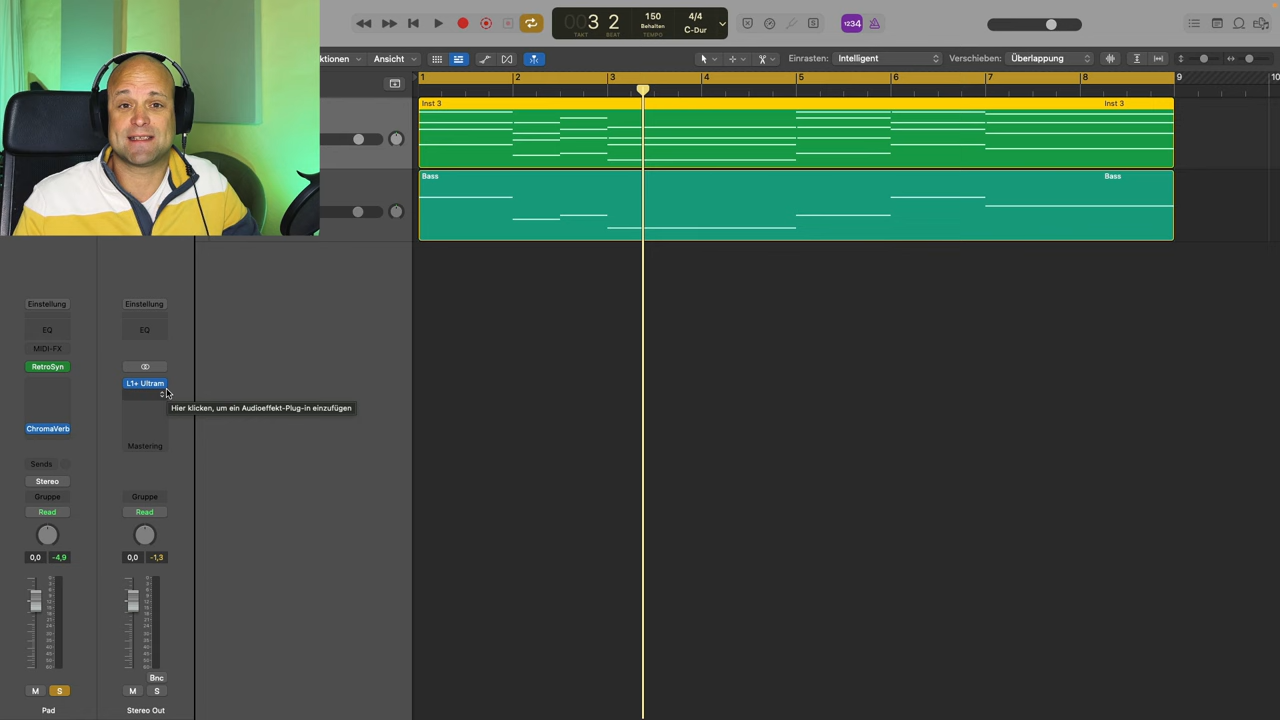 003 2
TAKT BEAT
150
Behalten
TEMPO
4/4
C-Dur
1234
ktionen
Ansicht
Einrasten: Intelligent
Verschieben: Überlappung
1 2 3 4 5 6 7 8 9 10
Inst 3 Inst 3
Bass Bass
Einstellung Einstellung
EQ EQ
MIDI-FX
RetroSyn
L1+ Ultram
Hier klicken, um ein Audioeffekt-Plug-in einzufügen
ChromaVerb
Mastering
Sends
Stereo
Gruppe Gruppe
Read Read
0,0 -4,9 0,0 -1,3
Bnc
M S M S
Pad Stereo Out